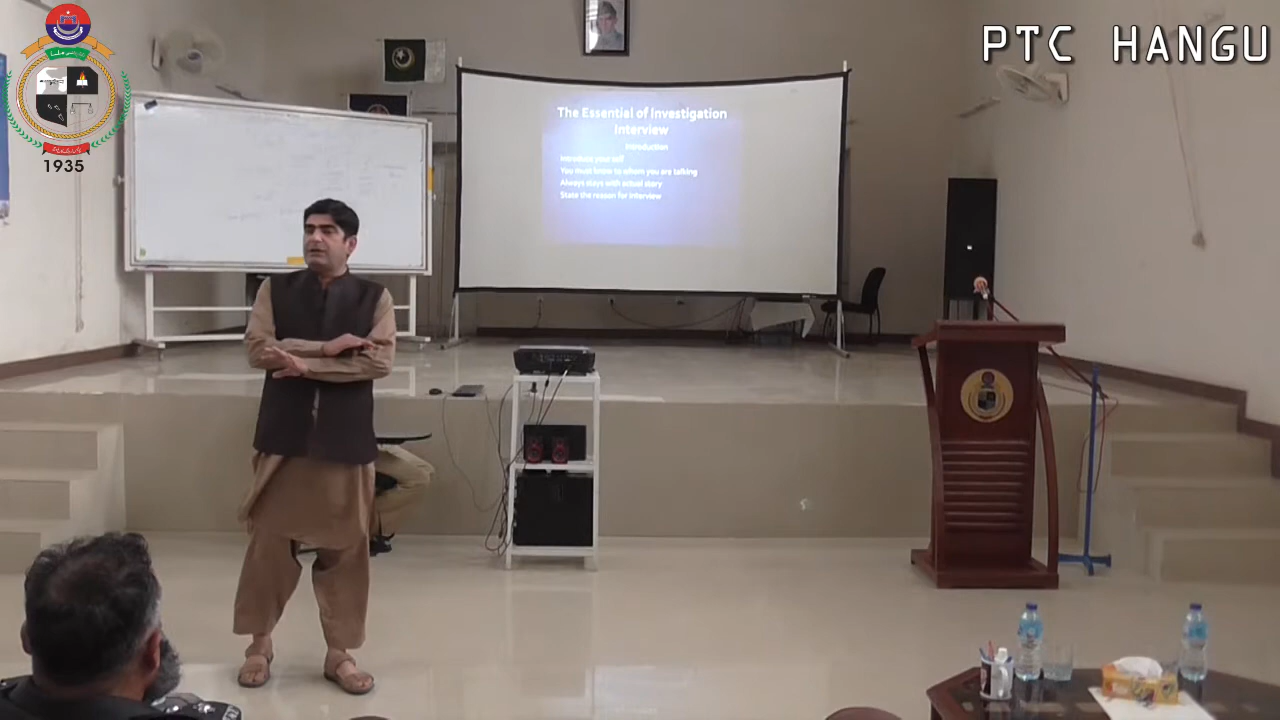 PTC HANGU
1935
The Essential of Investigation
Interview
Introduction
Introduce your self
You must know to whom you are talking
Always stays with actual story
State the reason for interview